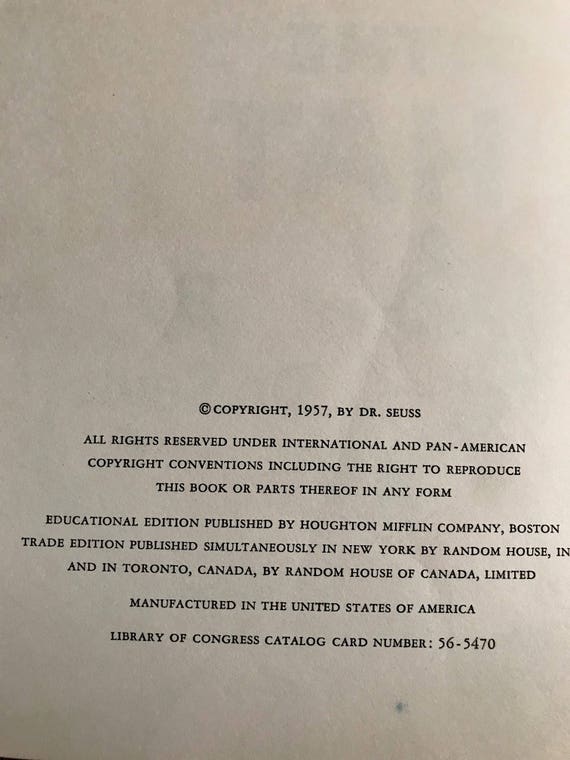 © COPYRIGHT, 1957, BY DR. SEUSS
ALL RIGHTS RESERVED UNDER INTERNATIONAL AND PAN-AMERICAN
COPYRIGHT CONVENTIONS INCLUDING THE RIGHT TO REPRODUCE
THIS BOOK OR PARTS THEREOF IN ANY FORM
EDUCATIONAL EDITION PUBLISHED BY HOUGHTON MIFFLIN COMPANY, BOSTON
TRADE EDITION PUBLISHED SIMULTANEOUSLY IN NEW YORK BY RANDOM HOUSE, IN
AND IN TORONTO, CANADA, BY RANDOM HOUSE OF CANADA, LIMITED
MANUFACTURED IN THE UNITED STATES OF AMERICA
LIBRARY OF CONGRESS CATALOG CARD NUMBER: 56-5470